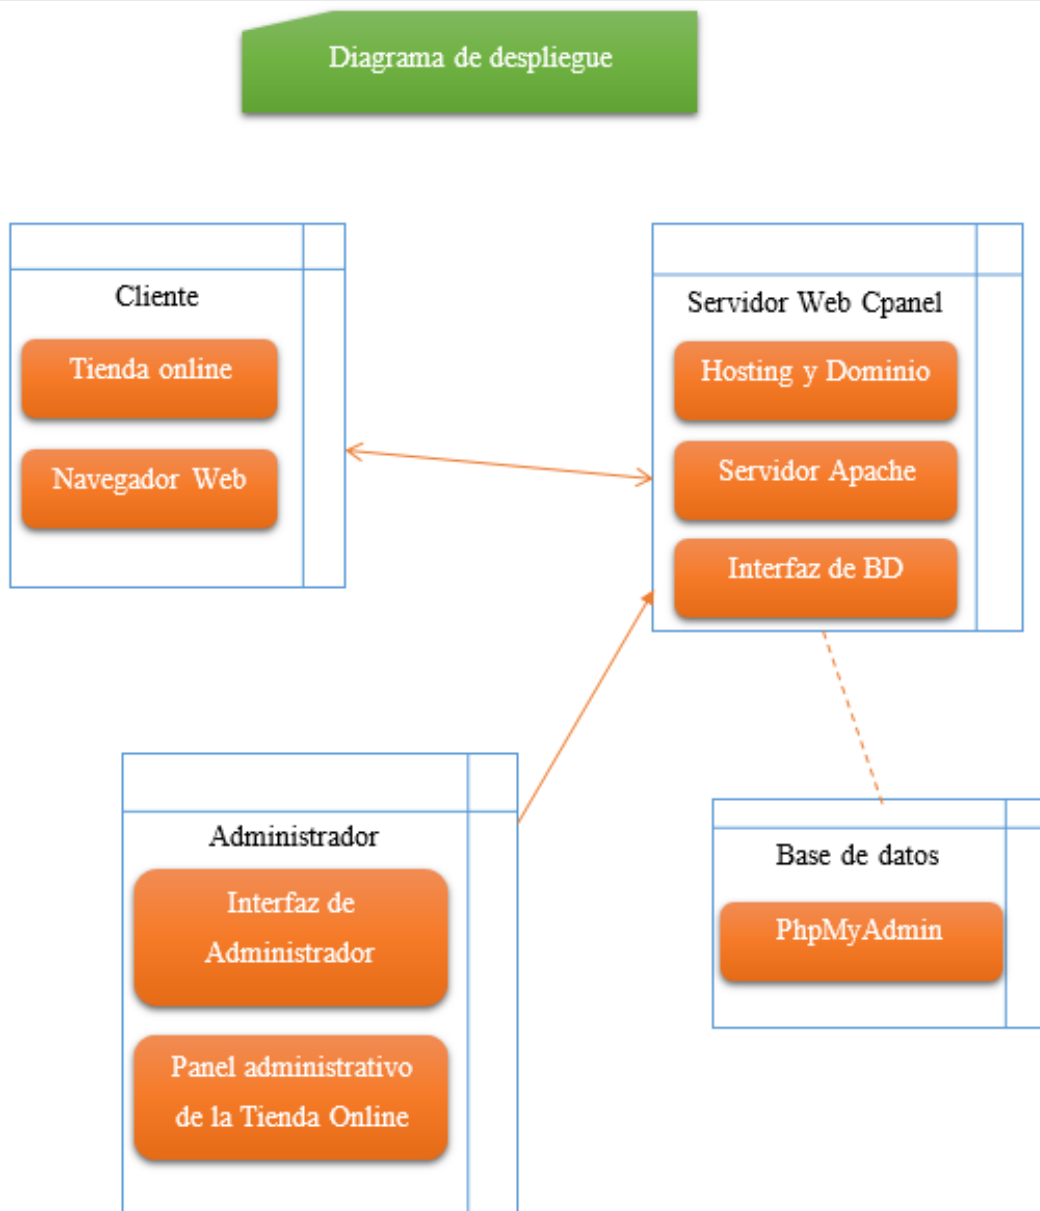 Diagrama de despliegue
Cliente
Tienda online
Navegador Web
Servidor Web Cpanel
Hosting y Dominio
Servidor Apache
Interfaz de BD
Administrador
Interfaz de
Administrador
Panel administrativo
de la Tienda Online
Base de datos
PhpMyAdmin